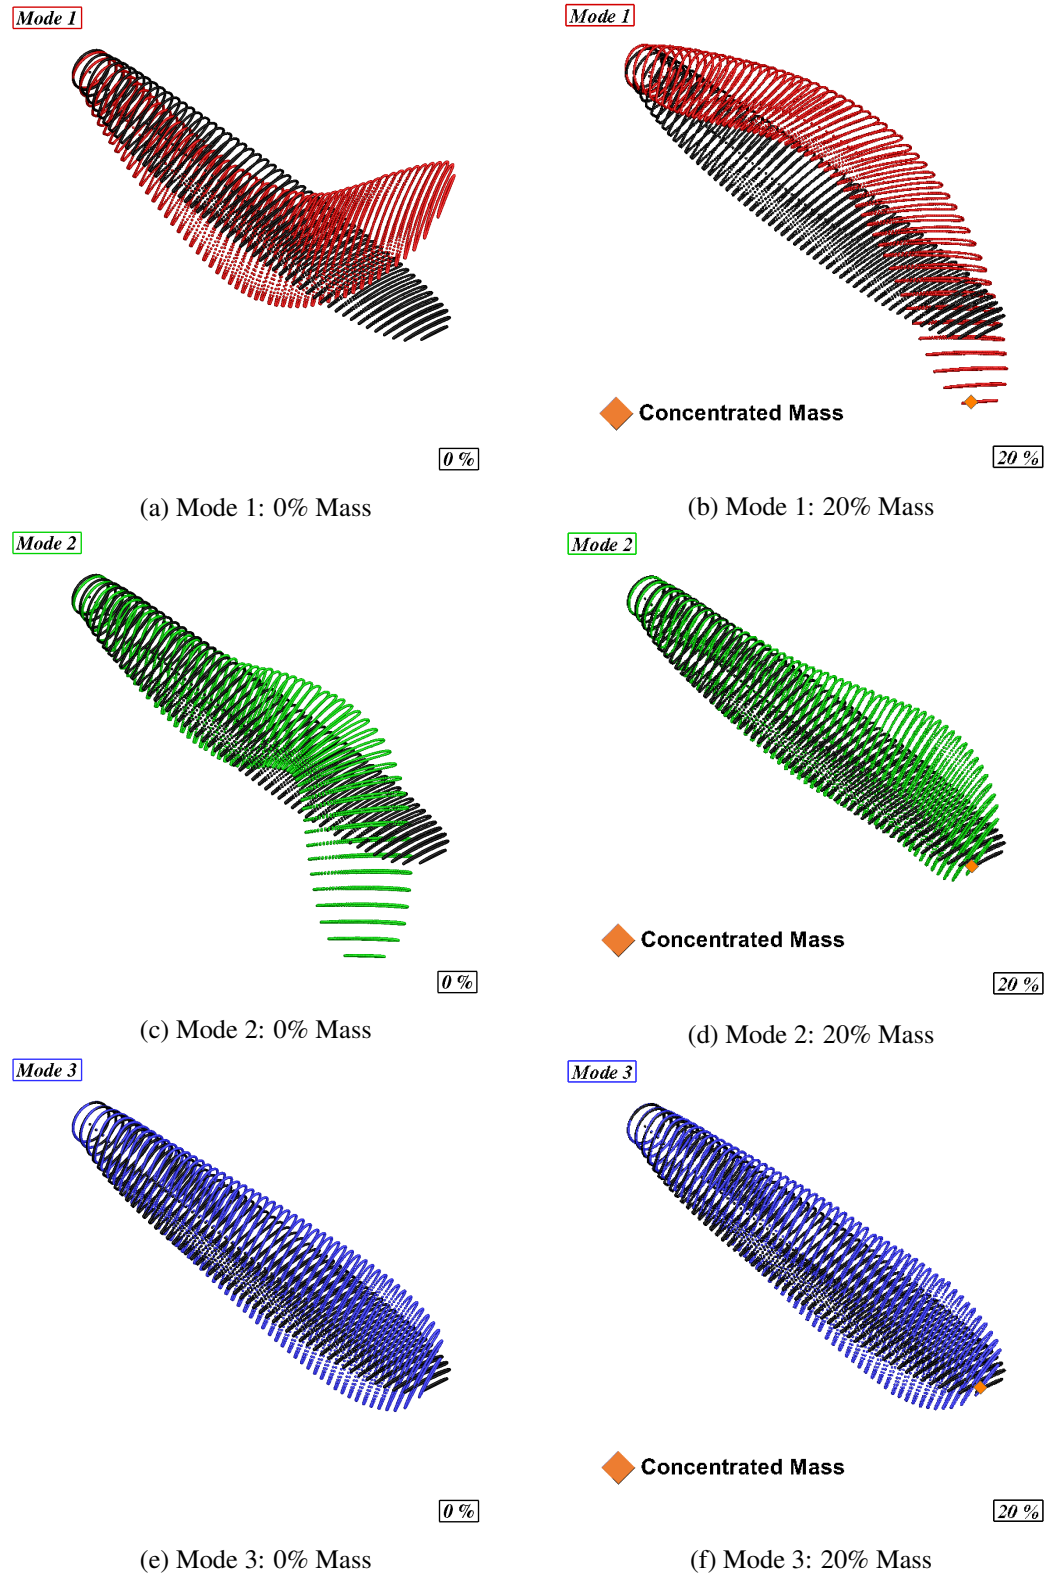 Mode 1
Mode 1
Concentrated Mass
0 %
20 %
(a) Mode 1: 0% Mass
(b) Mode 1: 20% Mass
Mode 2
Mode 2
Concentrated Mass
0 %
20 %
(c) Mode 2: 0% Mass
(d) Mode 2: 20% Mass
Mode 3
Mode 3
Concentrated Mass
0 %
20 %
(e) Mode 3: 0% Mass
(f) Mode 3: 20% Mass